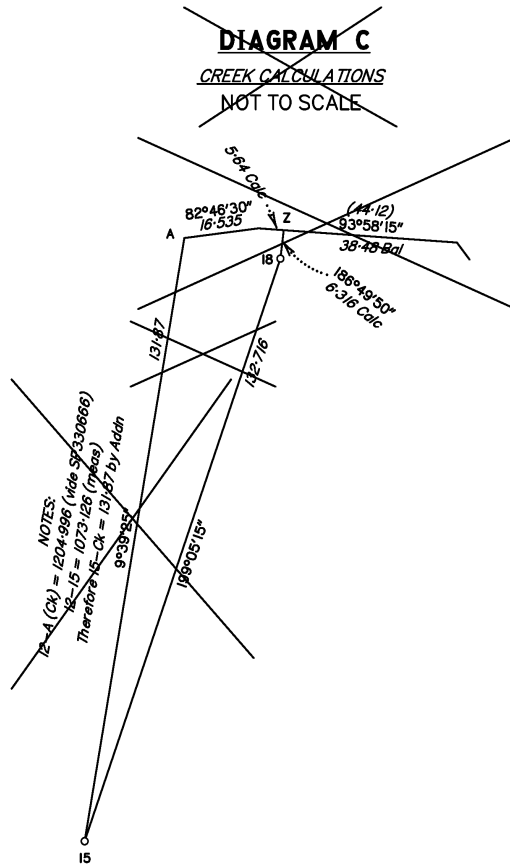 DIAGRAM C
CREEK CALCULATIONS
NOT TO SCALE
5·64 Calc
82°46'30"
16·535
Z
(44·12)
93°58'15"
38·48 Bal
A
18
186°49'50"
6·316 Calc
131·87
132·716
NOTES:
12-A (Ck) = 1204·996 (vide SP330666)
12-15 = 1073·126 (meas)
Therefore 15-Ck = 131·87 by Addn
9°39'25"
199°05'15"
15